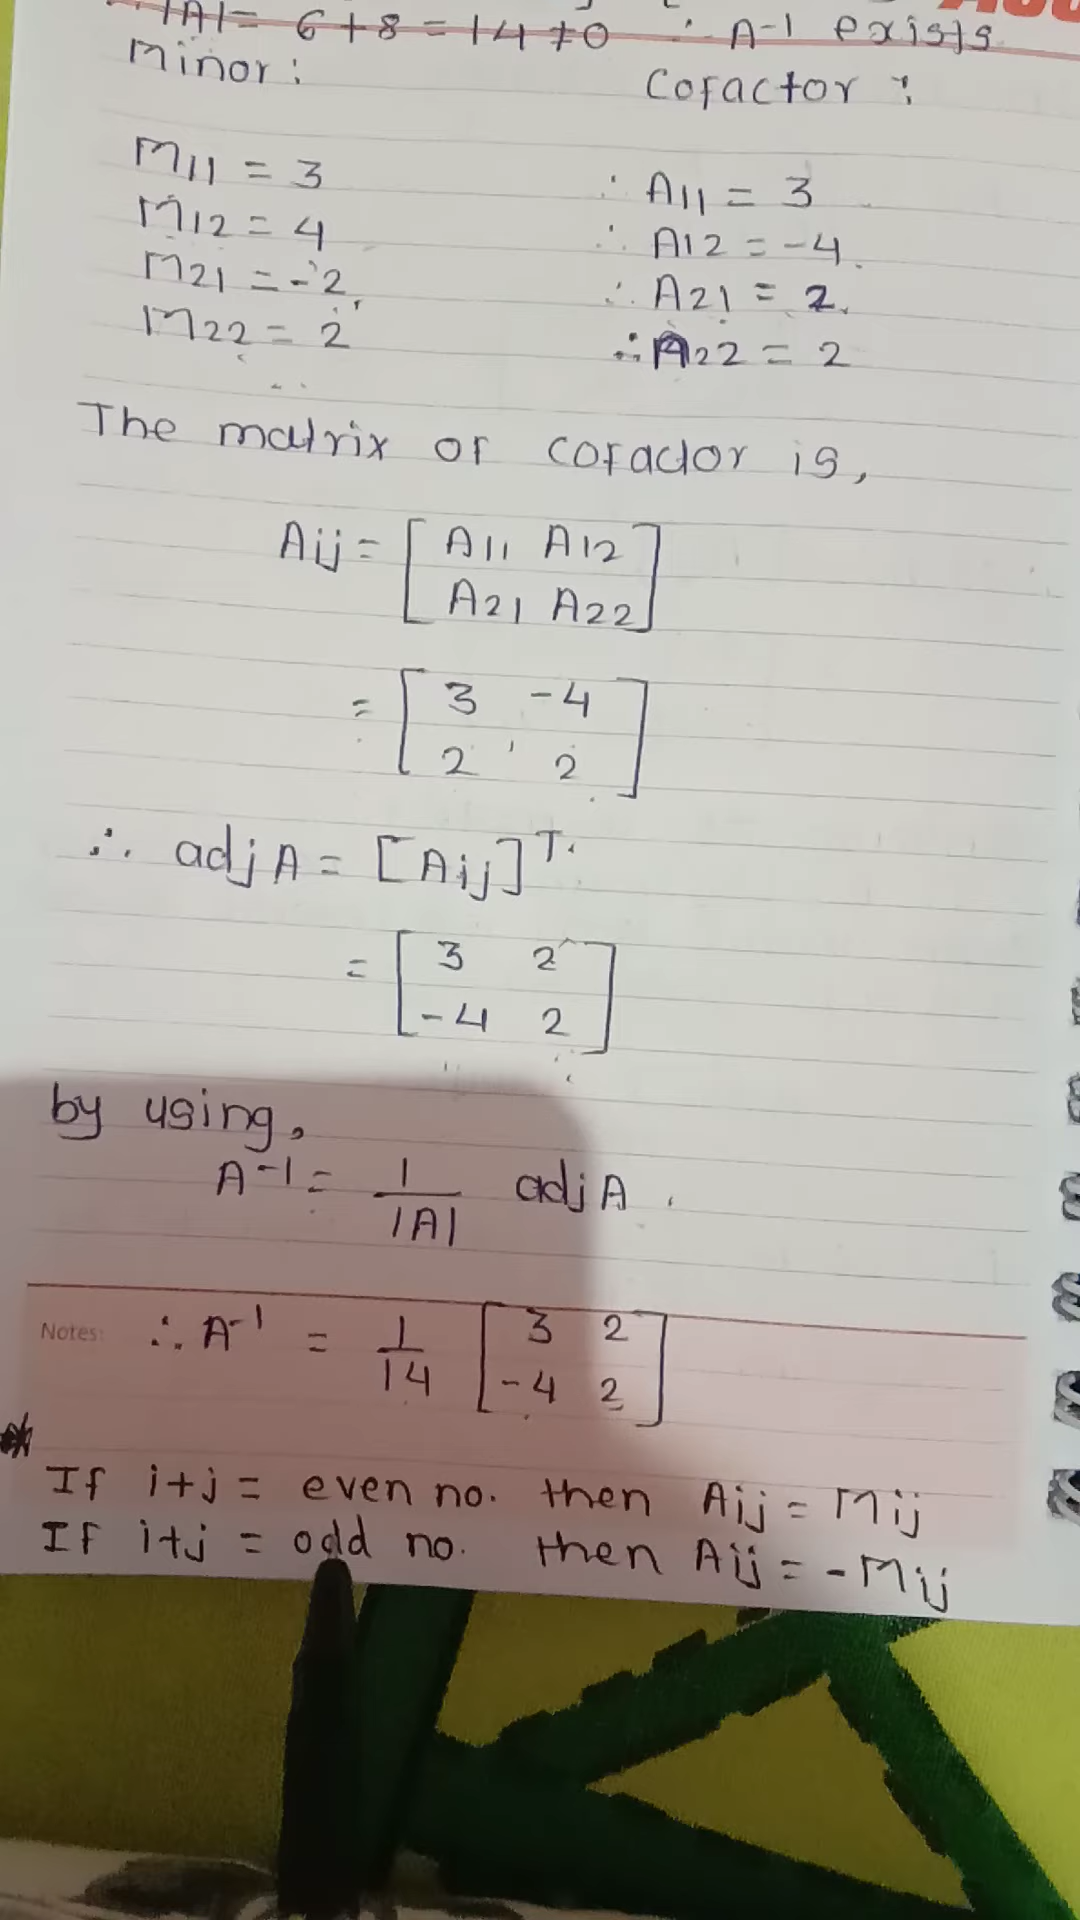 ∴ |A| = 6 + 8 = 14 ≠ 0 ∴ A-1 exists
Minor :
Cofactor :
M11 = 3
∴ A11 = 3
M12 = 4
∴ A12 = -4
M21 = -2
∴ A21 = 2
M22 = 2
∴ A22 = 2
The matrix of cofactor is,
Aij = [ A11 A12
A21 A22 ]
= [ 3 -4
2 2 ]
∴ adj A = [Aij]^T
= [ 3 2
-4 2 ]
by using,
A^-1 = 1/|A| adj A .
Notes: ∴ A^-1 = 1/14 [ 3 2
-4 2 ]
If i+j = even no. then Aij = Mij
If i+j = odd no. then Aij = -Mij